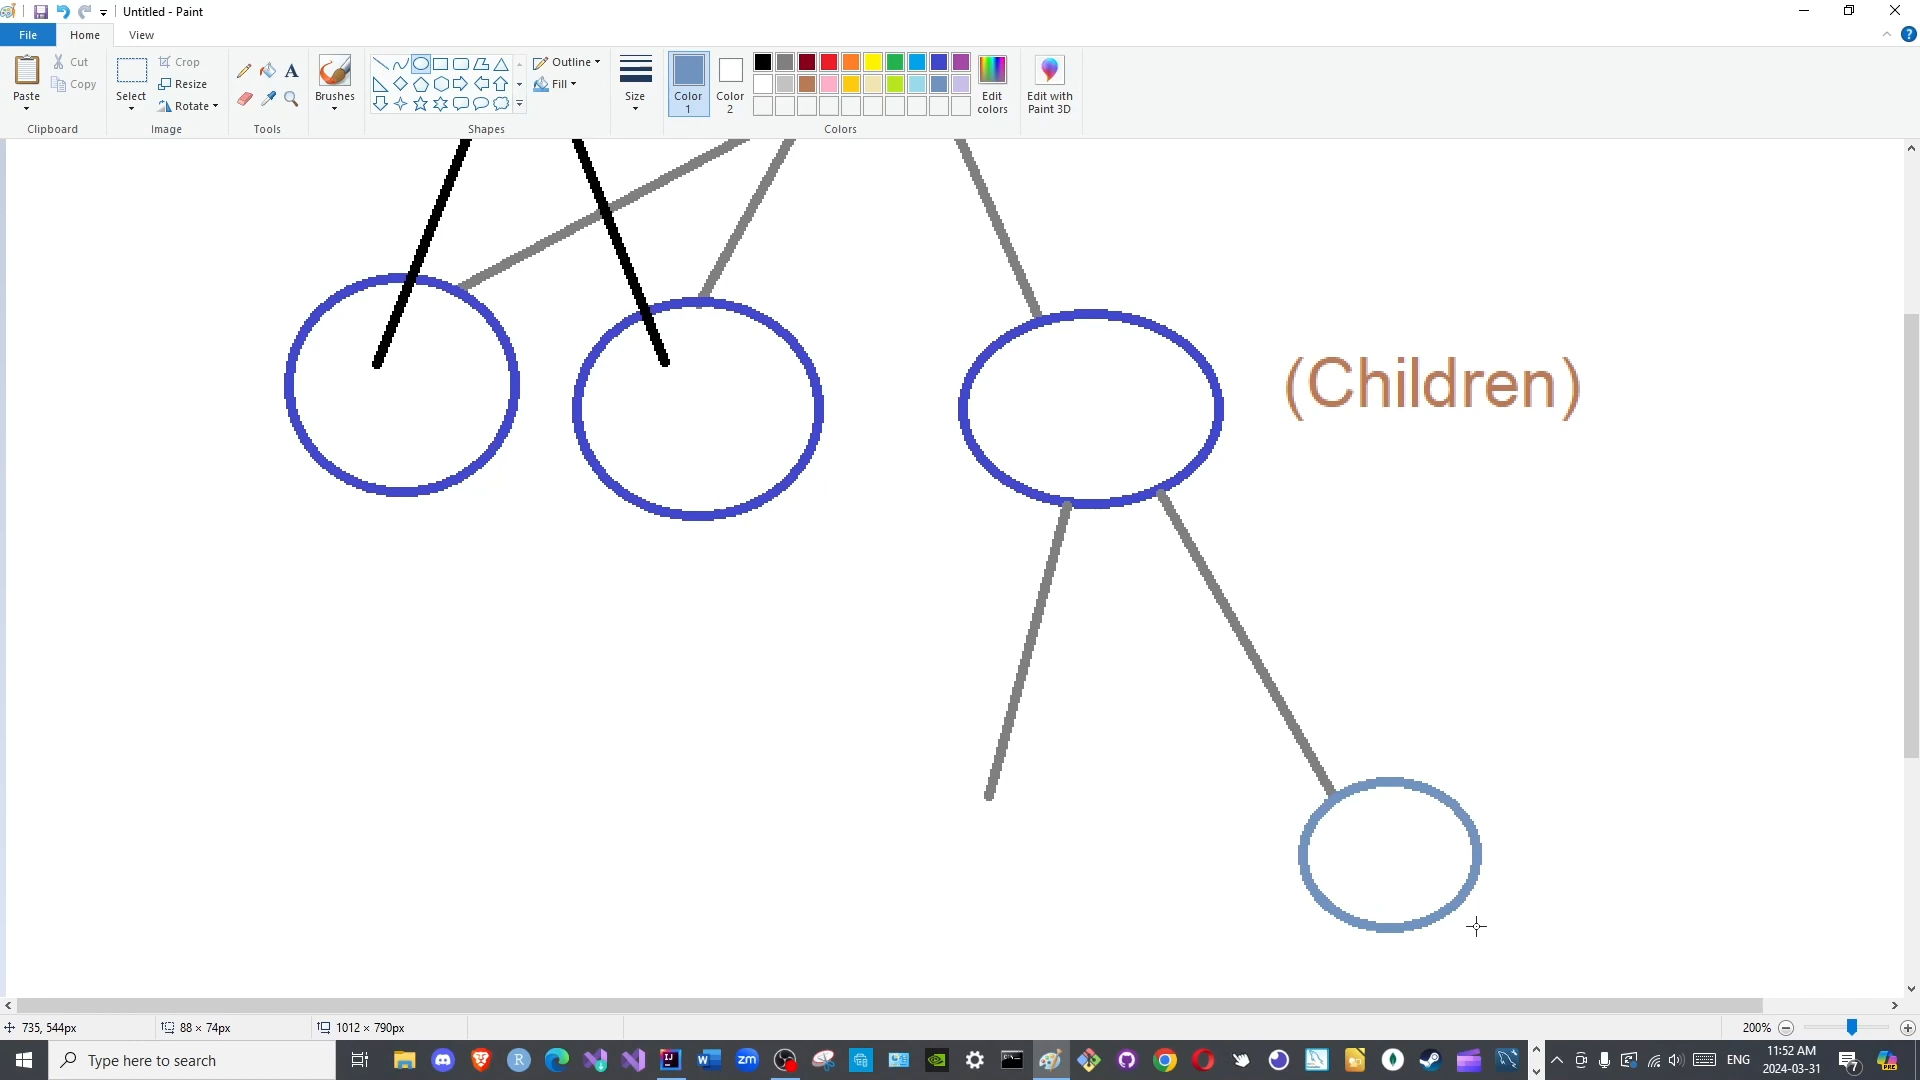 Untitled - Paint
File Home View
Paste
Cut
Copy
Clipboard
Select
Crop
Resize
Rotate
Image
Tools
Brushes
Shapes
Outline
Fill
Size
Color 1
Color 2
Colors
Edit colors
Edit with Paint 3D
(Children)
735, 544px
88 × 74px
1012 × 790px
200%
Type here to search
ENG
11:52 AM
2024-03-31